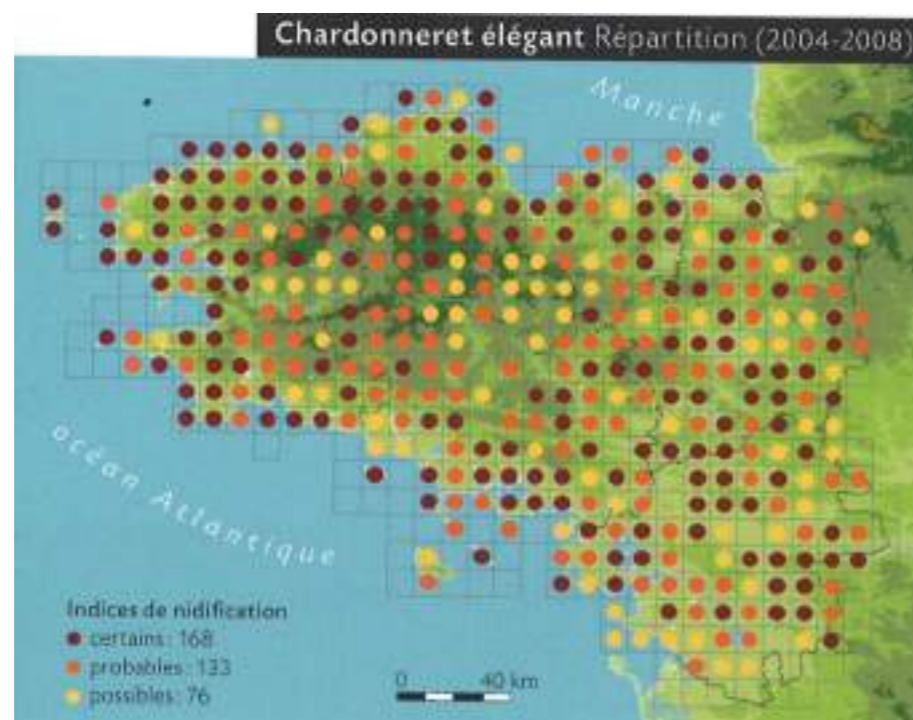 Chardonneret élégant Répartition (2004-2008)
Manche
océan Atlantique
Indices de nidification
certains : 168
probables : 133
possibles : 76
0 40 km